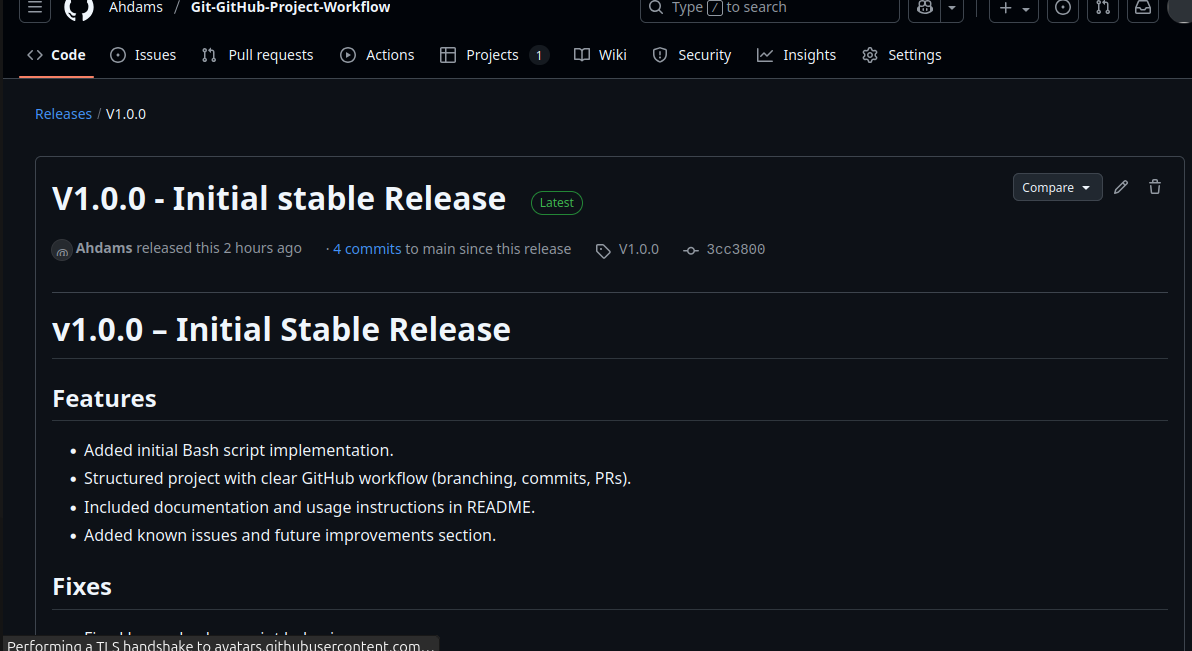 Ahdams / Git-GitHub-Project-Workflow Type / to search
Code Issues Pull requests Actions Projects 1 Wiki Security Insights Settings
Releases / V1.0.0
V1.0.0 - Initial stable Release Latest Compare
Ahdams released this 2 hours ago · 4 commits to main since this release V1.0.0 3cc3800
v1.0.0 – Initial Stable Release
Features
• Added initial Bash script implementation.
• Structured project with clear GitHub workflow (branching, commits, PRs).
• Included documentation and usage instructions in README.
• Added known issues and future improvements section.
Fixes
Performing a TLS handshake to avatars.githubusercontent.com…